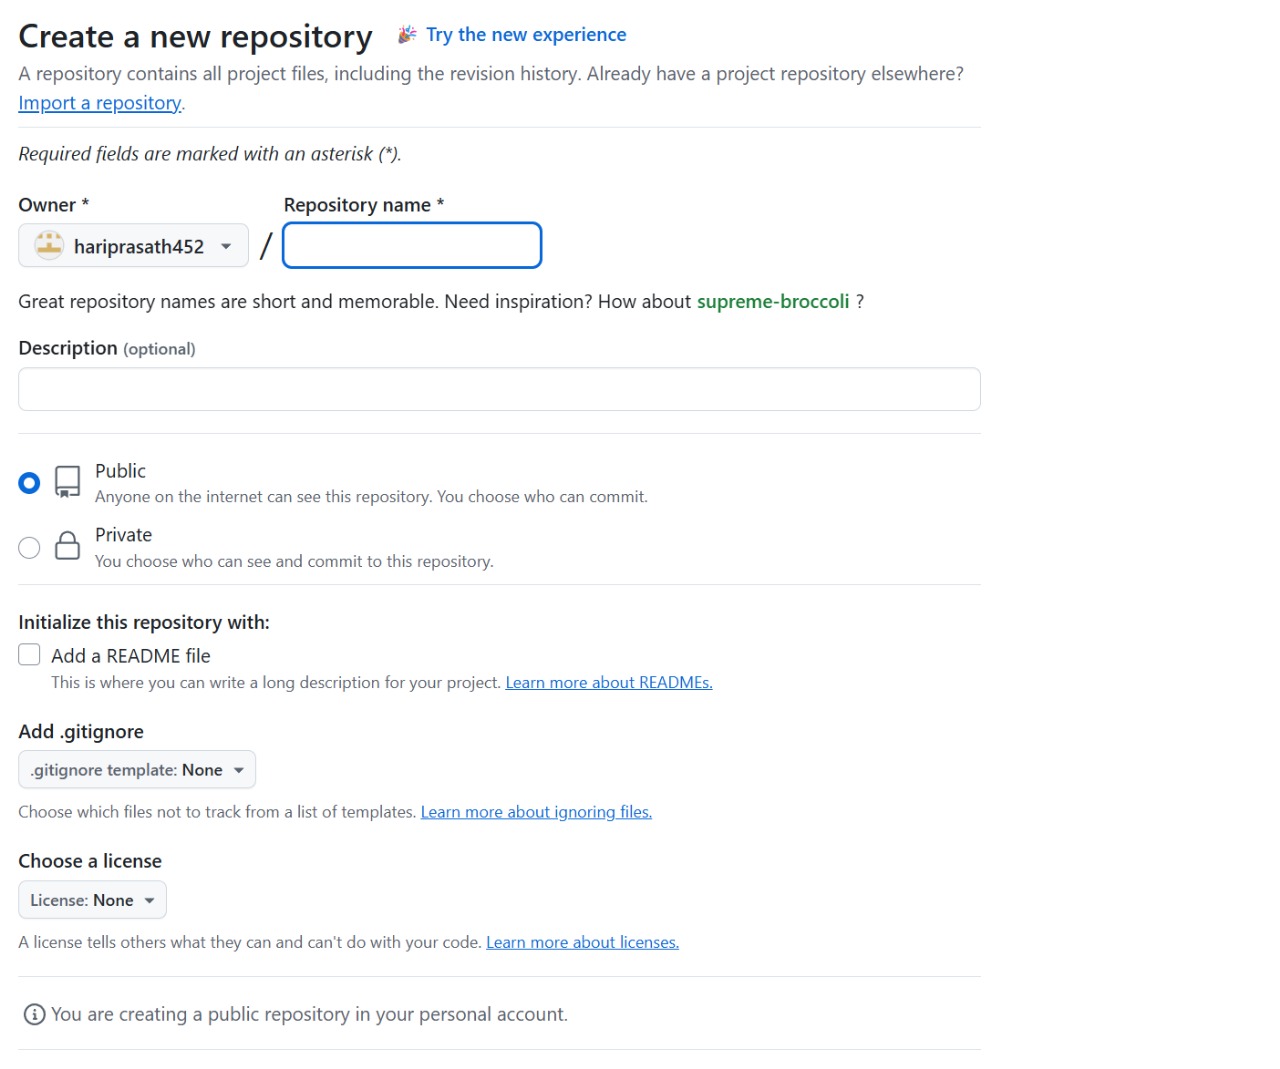 Create a new repository Try the new experience
A repository contains all project files, including the revision history. Already have a project repository elsewhere?
Import a repository.
Required fields are marked with an asterisk (*).
Owner * Repository name *
hariprasath452 /
Great repository names are short and memorable. Need inspiration? How about supreme-broccoli ?
Description (optional)
Public
Anyone on the internet can see this repository. You choose who can commit.
Private
You choose who can see and commit to this repository.
Initialize this repository with:
Add a README file
This is where you can write a long description for your project. Learn more about READMEs.
Add .gitignore
.gitignore template: None
Choose which files not to track from a list of templates. Learn more about ignoring files.
Choose a license
License: None
A license tells others what they can and can't do with your code. Learn more about licenses.
You are creating a public repository in your personal account.